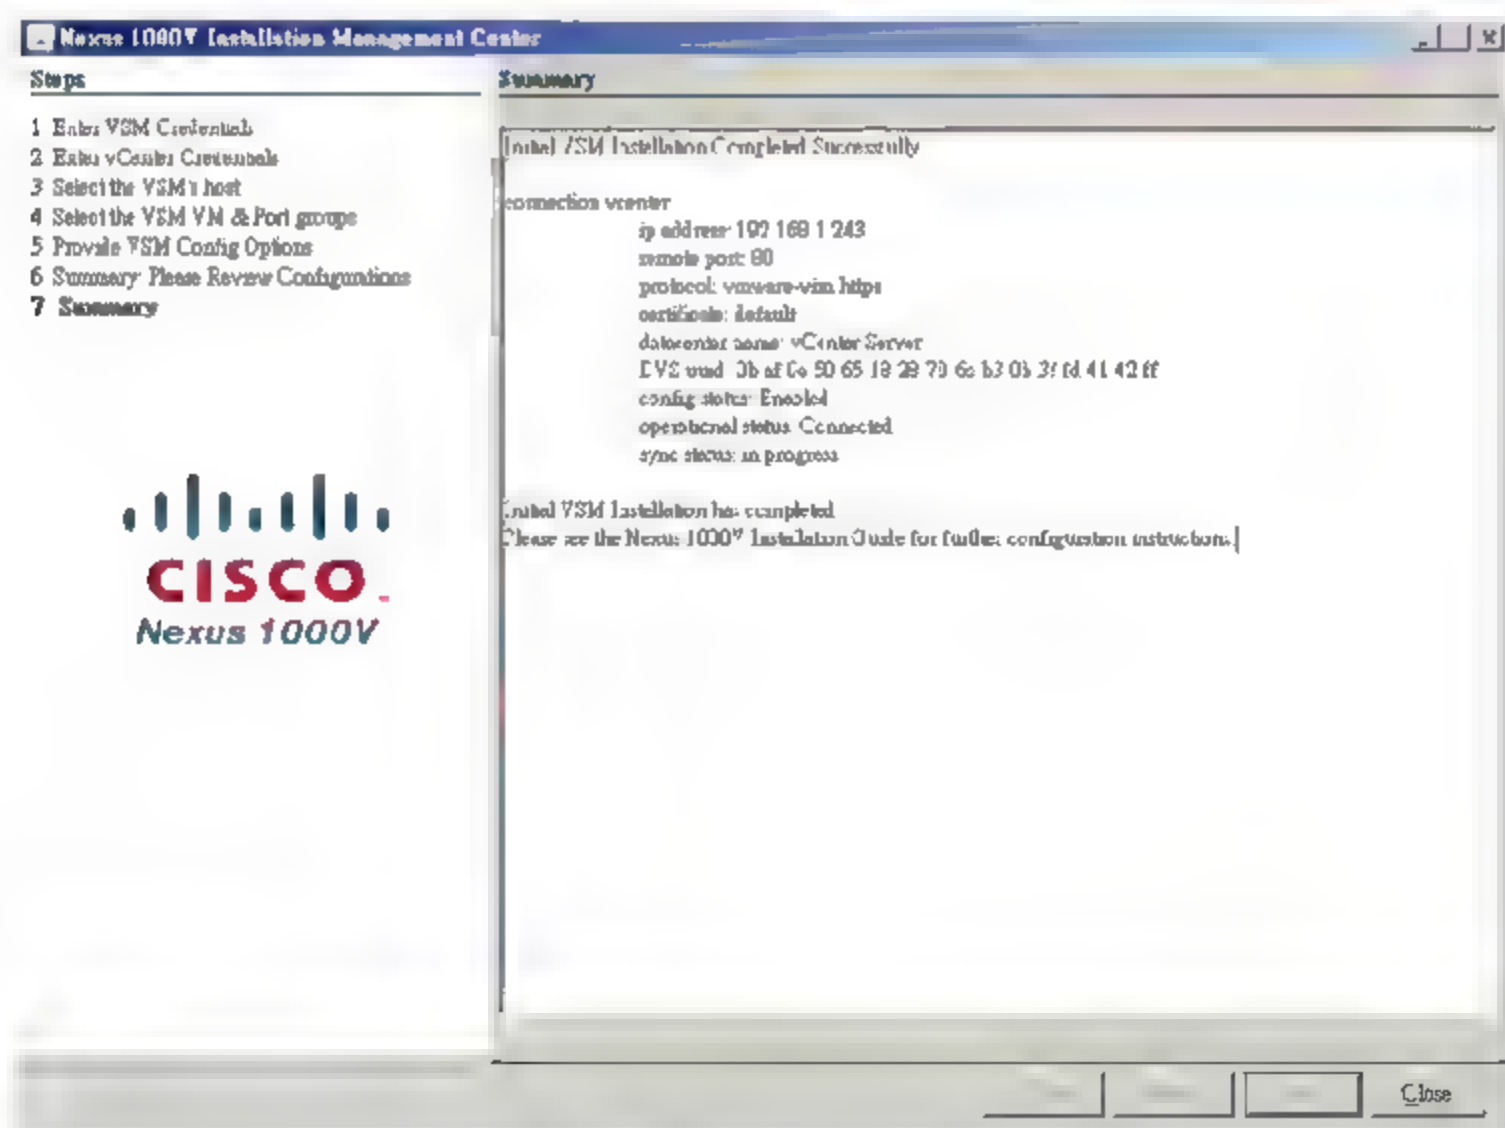 Nexus 1000V Installation Management Center
Steps
1 Enter VSM Credentials
2 Enter vCenter Credentials
3 Select the VSM's host
4 Select the VSM VM & Port groups
5 Provide VSM Config Options
6 Summary: Please Review Configurations
7 Summary
CISCO.
Nexus 1000V
Summary
Initial VSM Installation Completed Successfully
connection vcenter
ip address: 192.168.1.243
remote port: 80
protocol: vmware-vim https
certificate: default
datacenter name: vCenter Server
DVS uuid:
config status: Enabled
operational status: Connected
sync status: in progress
Initial VSM Installation has completed.
Please see the Nexus 1000V Installation Guide for further configuration instructions.
Close